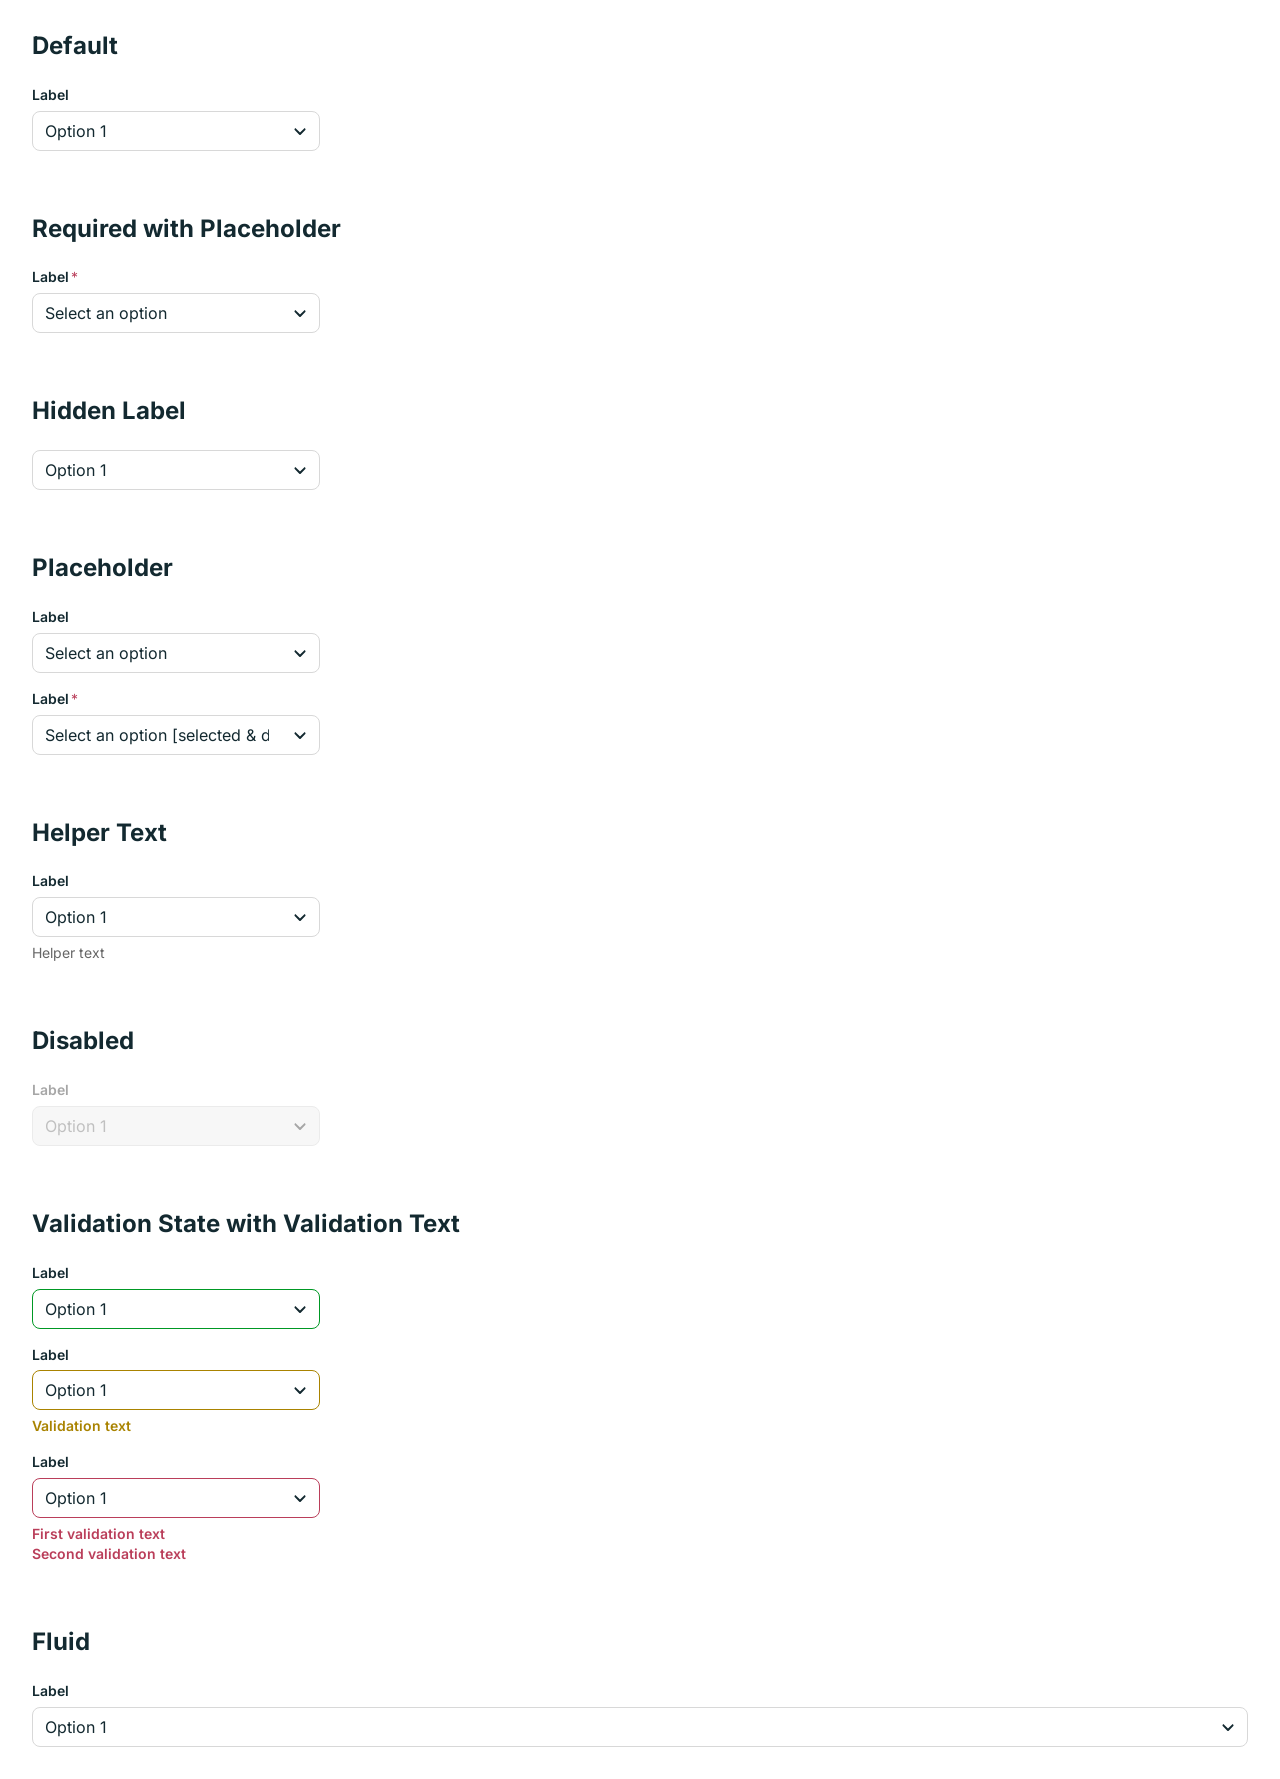 Default
Label
Option 1
Required with Placeholder
Label*
Select an option
Hidden Label
Option 1
Placeholder
Label
Select an option
Label*
Select an option [selected & d
Helper Text
Label
Option 1
Helper text
Disabled
Label
Option 1
Validation State with Validation Text
Label
Option 1
Label
Option 1
Validation text
Label
Option 1
First validation text
Second validation text
Fluid
Label
Option 1